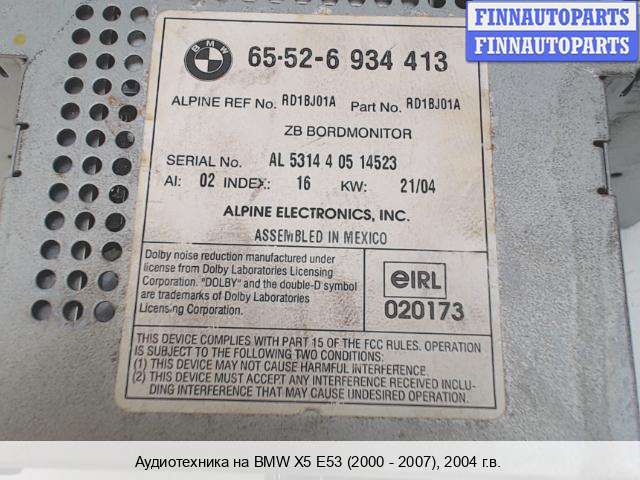 FINNAUTOPARTS
FINNAUTOPARTS
BMW 65-52-6 934 413
ALPINE REF No. RD1BJ01A Part No. RD1BJ01A
ZB BORDMONITOR
SERIAL No. AL 5314 4 05 14523
AI: 02 INDEX: 16 KW: 21/04
ALPINE ELECTRONICS, INC.
ASSEMBLED IN MEXICO
Dolby noise reduction manufactured under
license from Dolby Laboratories Licensing
Corporation. "DOLBY" and the double-D symbol
are trademarks of Dolby Laboratories
Licensing Corporation.
eIRL
020173
THIS DEVICE COMPLIES WITH PART 15 OF THE FCC RULES. OPERATION
IS SUBJECT TO THE FOLLOWING TWO CONDITIONS:
(1) THIS DEVICE MAY NOT CAUSE HARMFUL INTERFERENCE.
(2) THIS DEVICE MUST ACCEPT ANY INTERFERENCE RECEIVED INCLU-
DING INTERFERENCE THAT MAY CAUSE UNDESIRED OPERATION.
Аудиотехника на BMW X5 E53 (2000 - 2007), 2004 г.в.